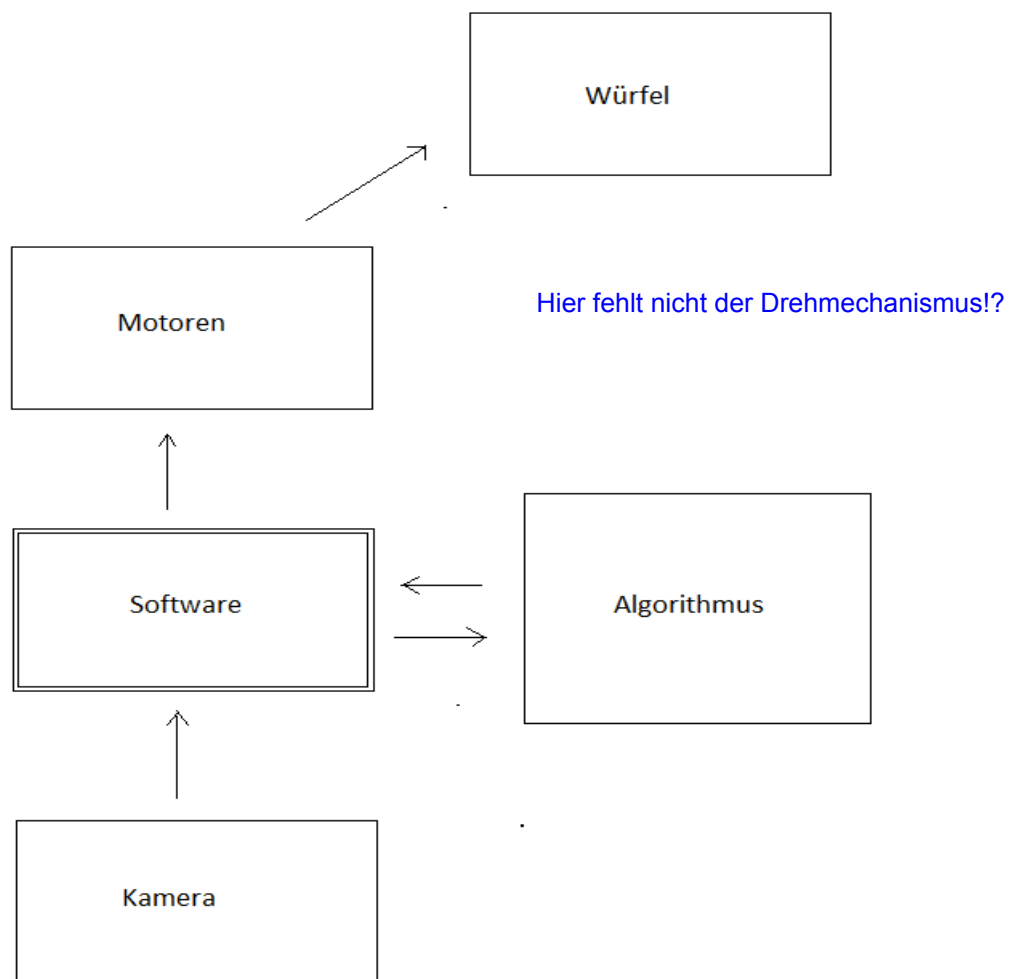 Würfel
Motoren
Hier fehlt nicht der Drehmechanismus!?
Software
Algorithmus
Kamera